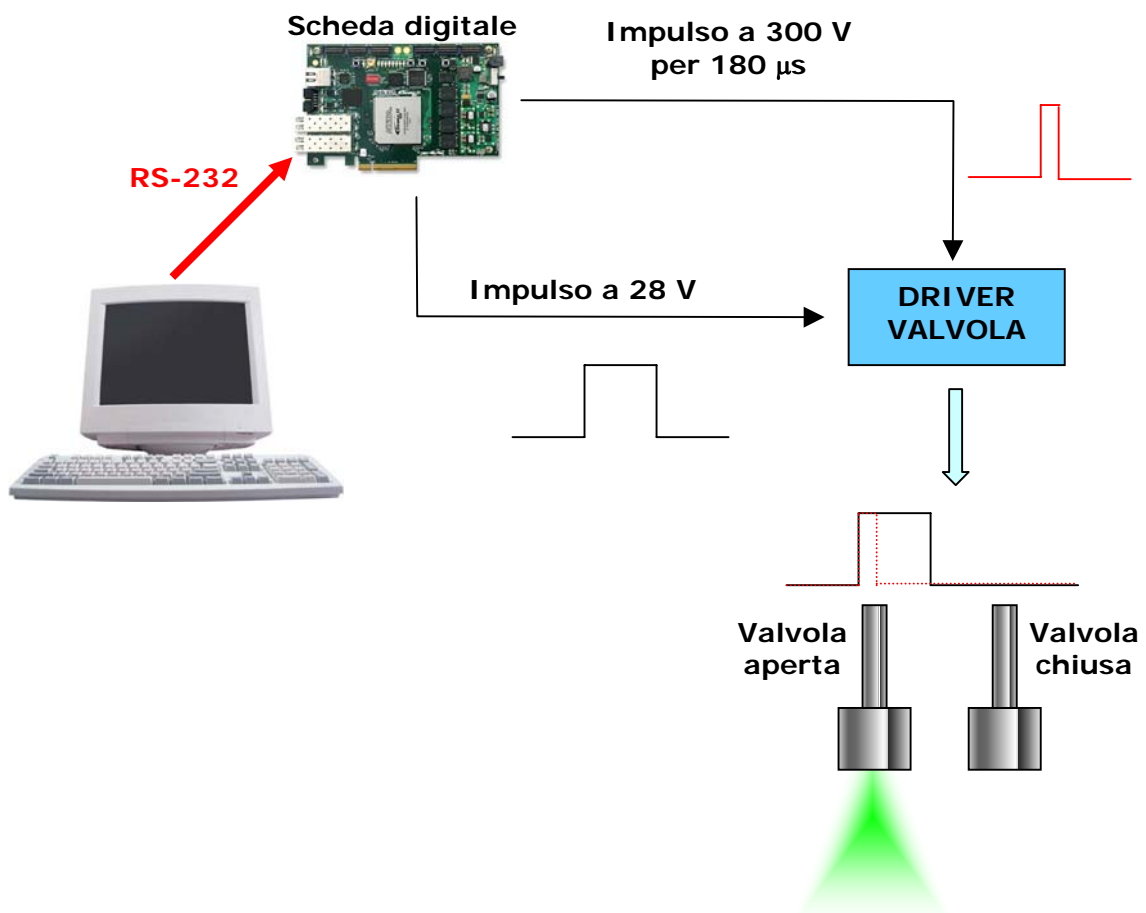 Scheda digitale
Impulso a 300 V
per 180 μs
RS-232
Impulso a 28 V
DRIVER
VALVOLA
Valvola
aperta
Valvola
chiusa